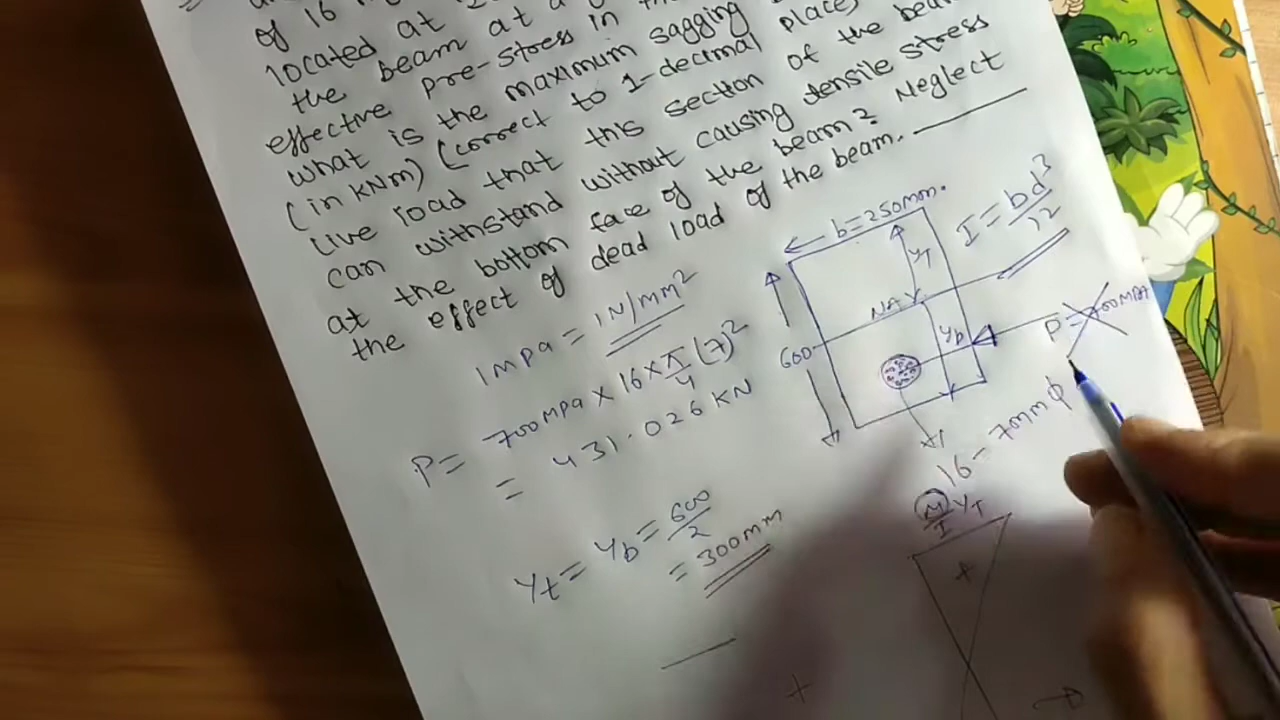 of 16
located at
the beam at a
effective pre-stress in
what is the maximum sagging
(in kNm) (correct to 1-decimal place)
Live load that this section of the beam
can withstand without causing tensile stress
at the bottom face of the beam? Neglect
the effect of dead load of the beam.
1MPa = 1N/mm²
P = 700MPa × 16 × π/4 (7)²
= 431.026 KN
yt = yb = 600/2
= 300mm
b = 250mm.
I = bd³/12
yT
NA
600
yb
P = 700MPa
16 - 7mm φ
M/I yT
+
+